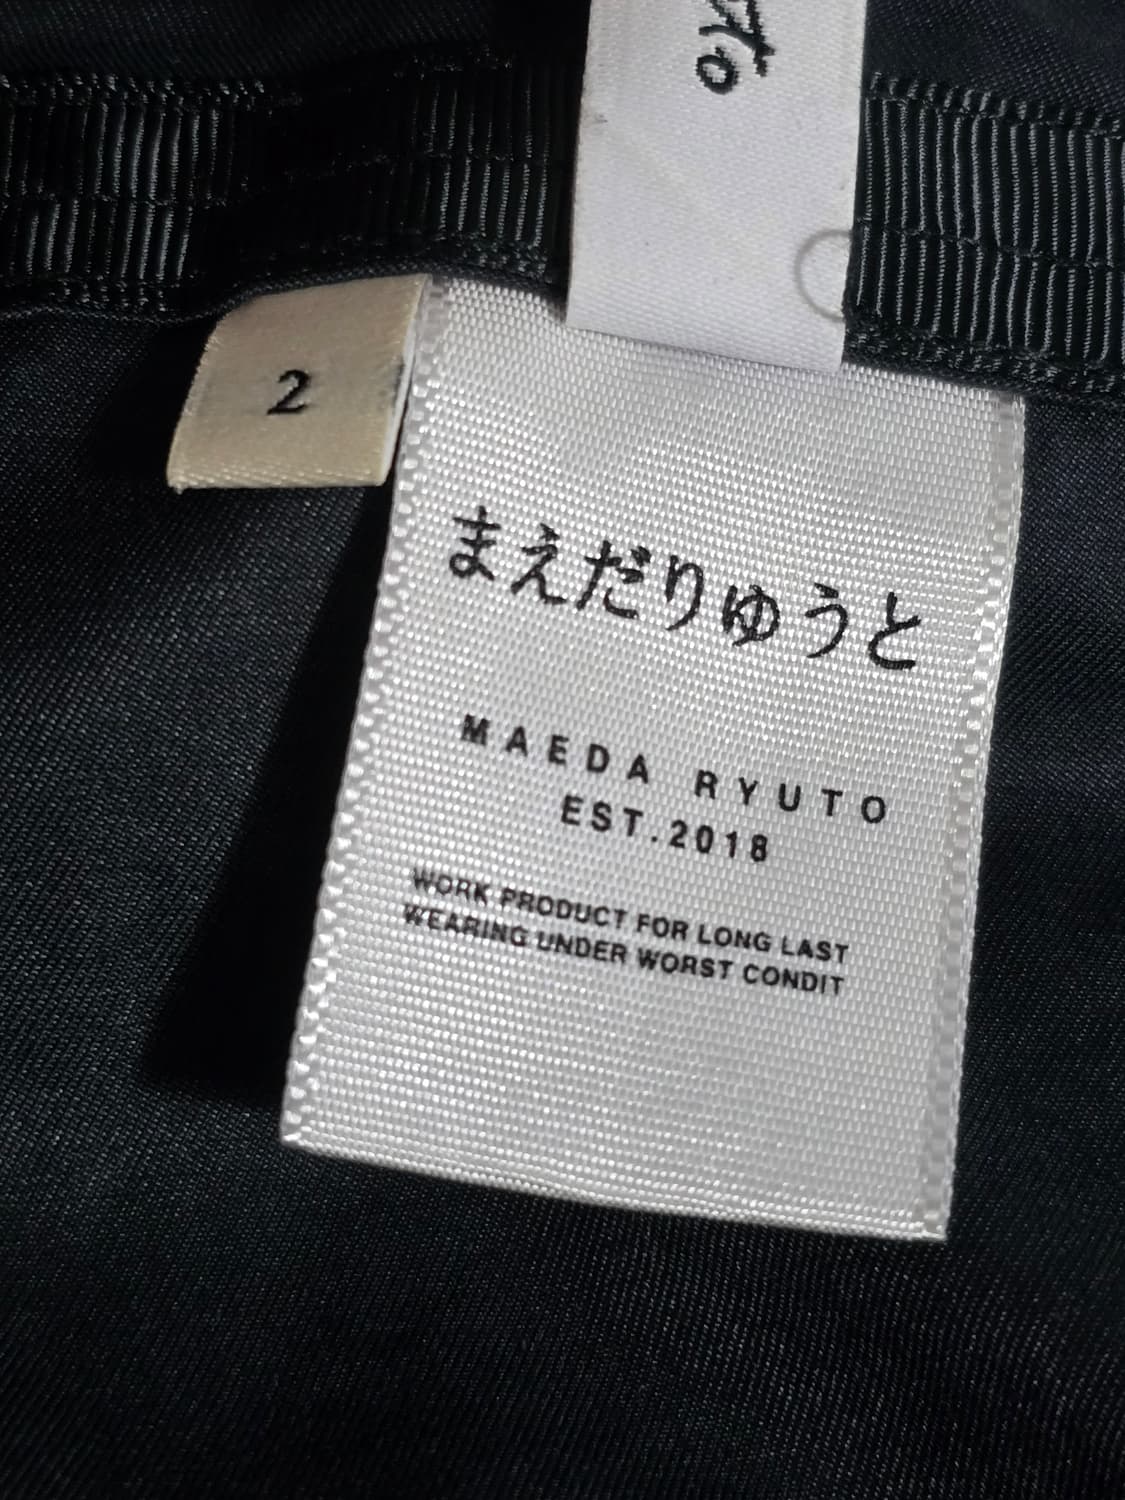 to
2
まえだりゅうと
MAEDA RYUTO
EST.2018
WORK PRODUCT FOR LONG LAST
WEARING UNDER WORST CONDIT